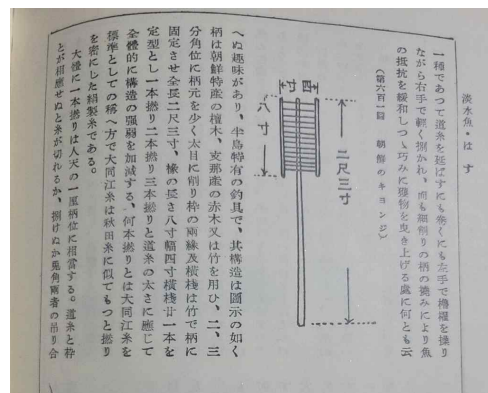 淡水魚・はす
一種であつて道糸を延ばすにも巻くにも左手で櫓櫂を操り
ながら右手で輕く捌かれ、而も細削りの柄の撓みにより魚
の抵抗を緩和しつゝ巧みに獲物を曳き上げる處に何とも云
(第六百一圖　朝鮮のキヨンジ)
四寸
八寸
二尺三寸
へぬ趣味があり、半島特有の釣具で、其構造は圖示の如く
柄は朝鮮特産の檀木、支那産の赤木又は竹を用ひ、二、三
分角位に柄元を少く太目に削り枠の兩縁及横棧は竹で柄に
固定させ全長二尺三寸、椽の長さ八寸幅四寸横棧廿一本を
定型とし一本撚り二本撚り三本撚りと道糸の太さに應じて
全體的に構造の强弱を加減する。何本撚りとは大同江糸を
標準としての稱へ方で大同江糸は秋田糸に似てもつと撚り
を密にした絹製糸である。
大體に一本撚りは人天の一厘柄位に相當する。道糸と枠
とが相應せぬと糸が切れるか、捌けぬか兎角兩者の吊り合